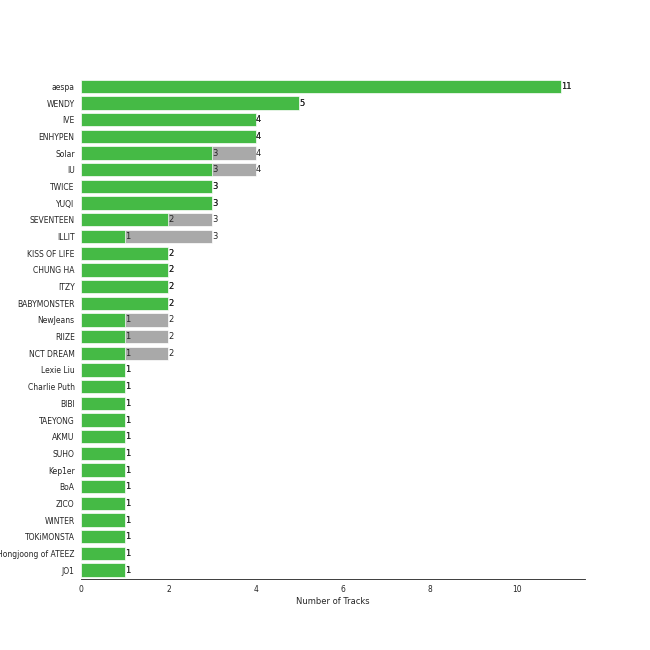 aespa 11
WENDY 5
IVE 4
ENHYPEN 4
Solar 3 4
IU 3 4
TWICE 3
YUQI 3
SEVENTEEN 2 3
ILLIT 1 3
KISS OF LIFE 2
CHUNG HA 2
ITZY 2
BABYMONSTER 2
NewJeans 1 2
RIIZE 1 2
NCT DREAM 1 2
Lexie Liu 1
Charlie Puth 1
BIBI 1
TAEYONG 1
AKMU 1
SUHO 1
Kep1er 1
BoA 1
ZICO 1
WINTER 1
TOKiMONSTA 1
Hongjoong of ATEEZ 1
JO1 1
0 2 4 6 8 10
Number of Tracks